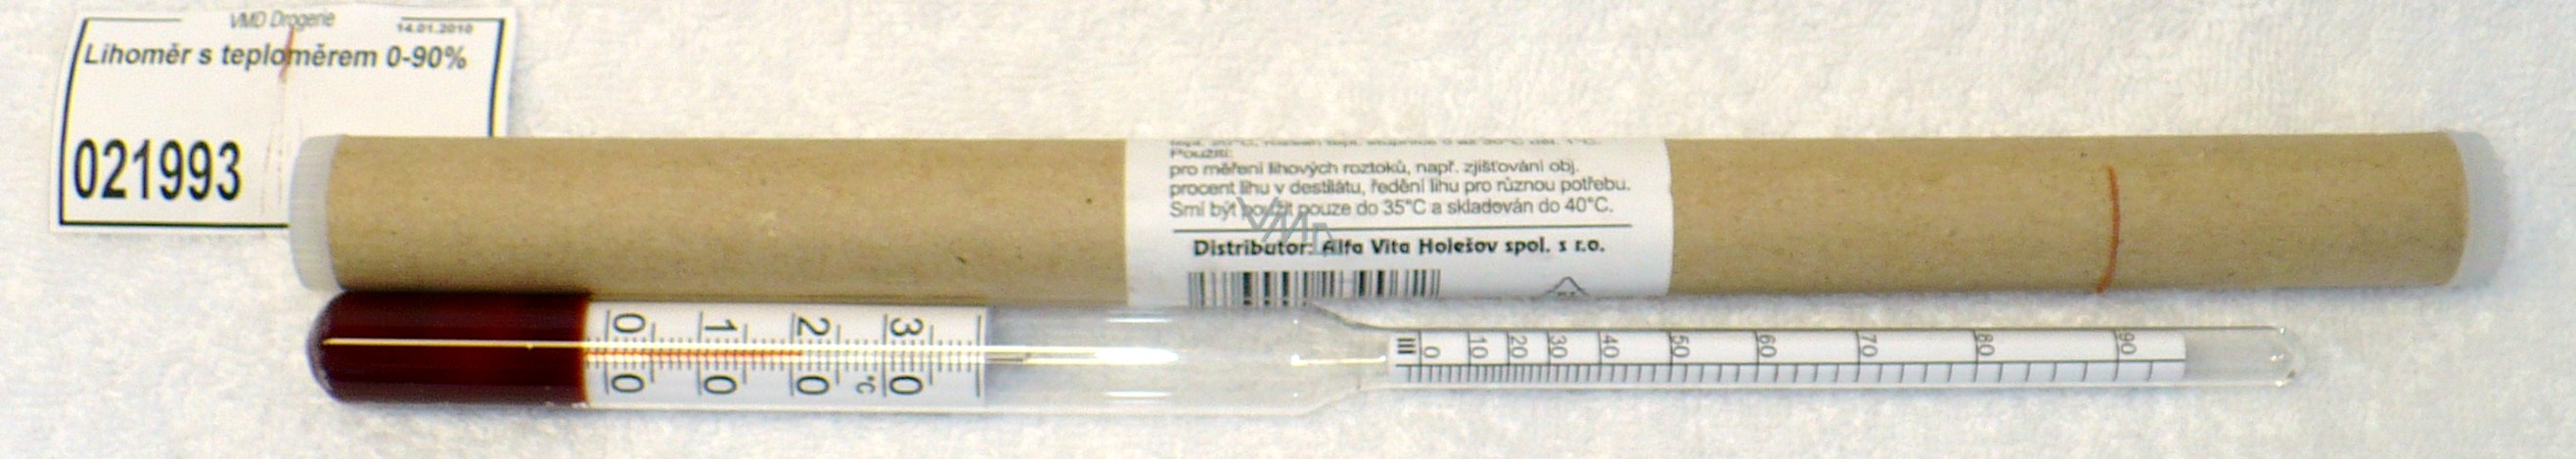 VMD Drogerie
14.01.2010
Lihoměr s teploměrem 0-90%
021993
Použití:
pro měření lihových roztoků, např. zjišťování obj.
procent lihu v destilátu, ředění lihu pro různou potřebu.
Smí být použit pouze do 35°C a skladován do 40°C.
Distributor: Alfa Vita Holešov spol. s r.o.
VMD
0 10 20 30
°C
0 10 20 30 40 50 60 70 80 90